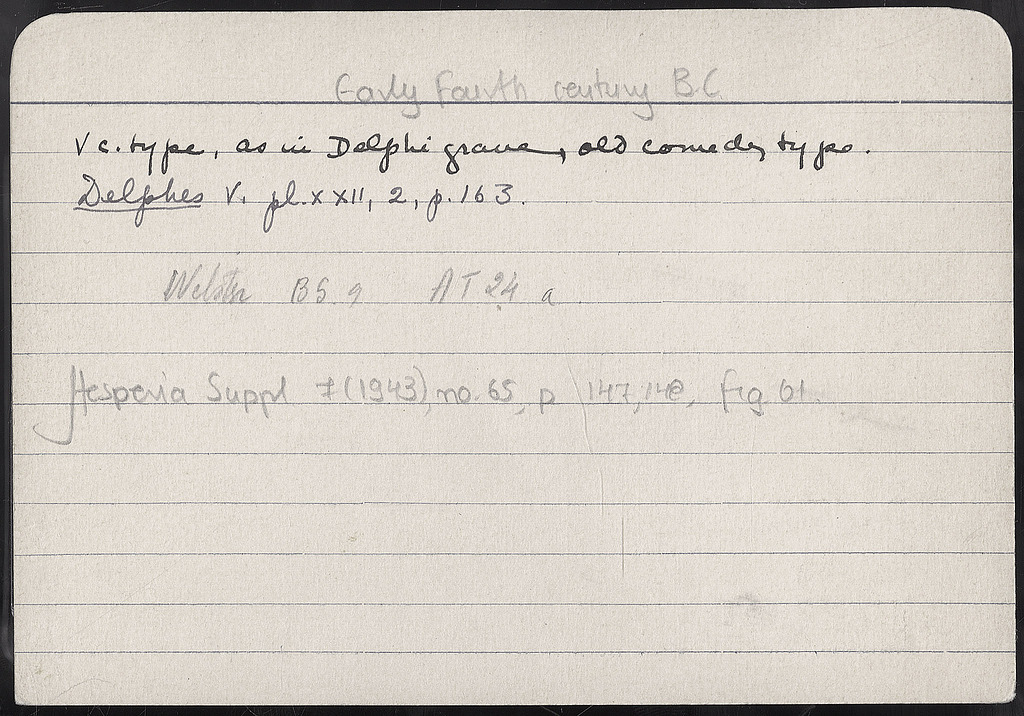 Early Fourth century B.C.
V c. type, as in Delphi grave, old comedy type.
Delphes V. pl. xxII, 2, p. 163.
Webster B5 9 AT 24 a
Hesperia Suppl 7 (1943), no. 65, p 147, 148, fig 61.